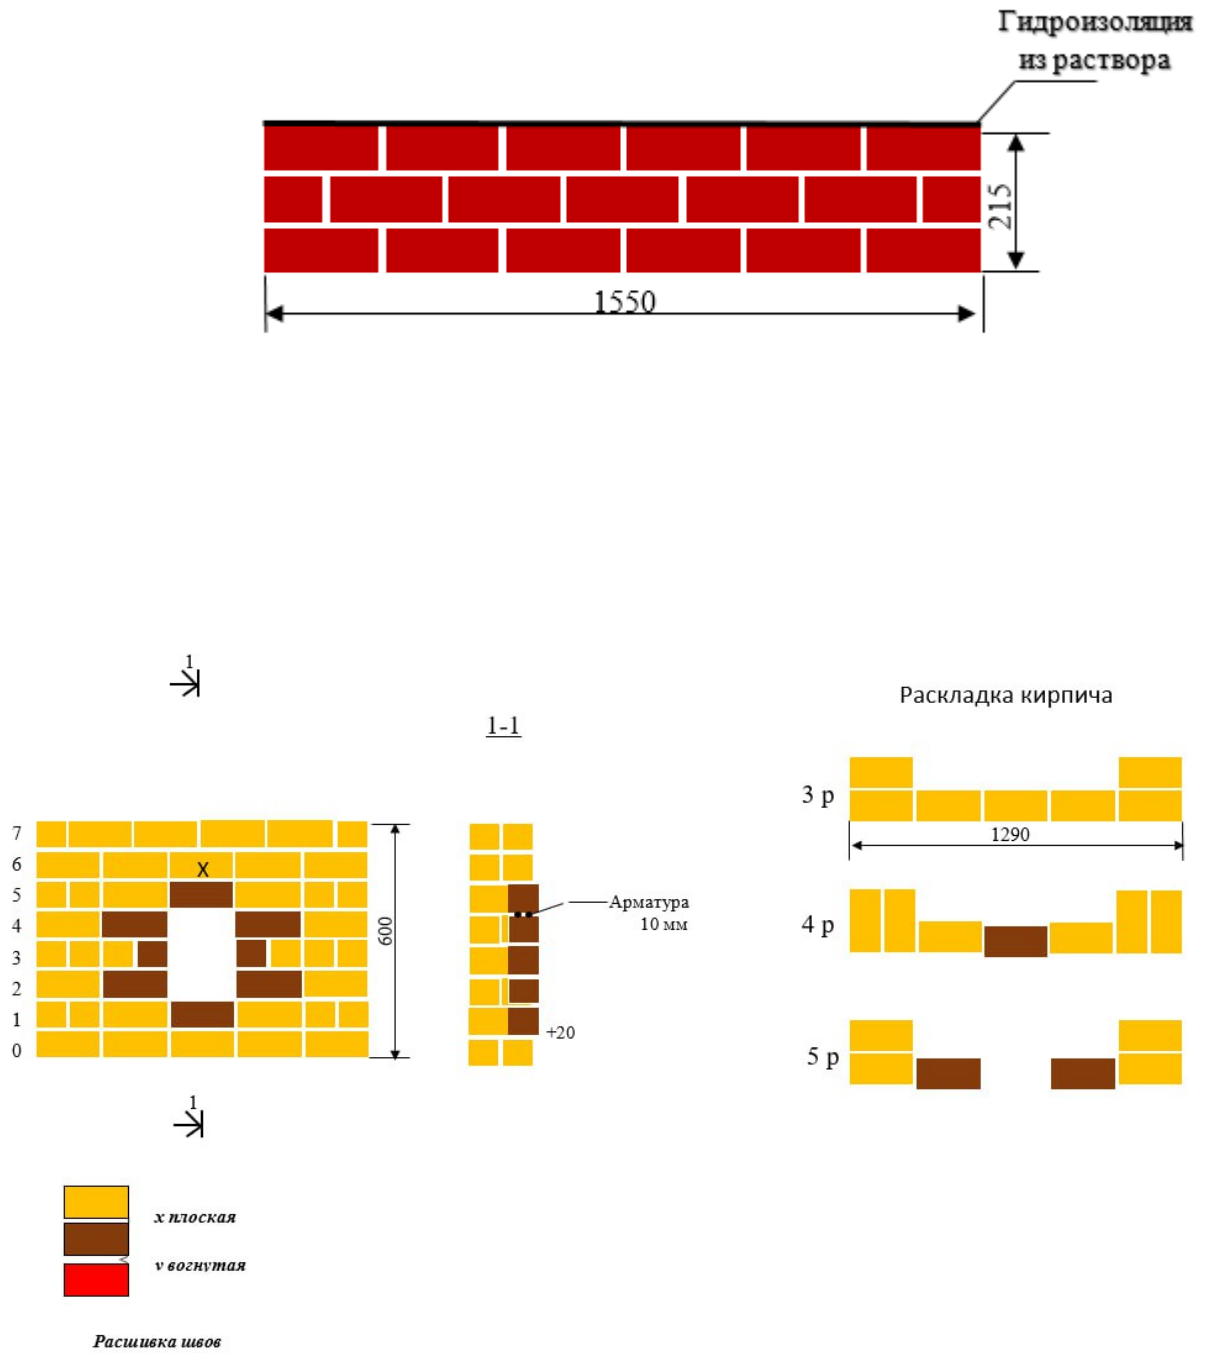 Гидроизоляция
из раствора
215
1550
1
Раскладка кирпича
1-1
3 р
1290
7
6
X
5
4
3
2
1
0
600
Арматура
10 мм
+20
4 р
5 р
1
х плоская
v вогнутая
Расшивка швов